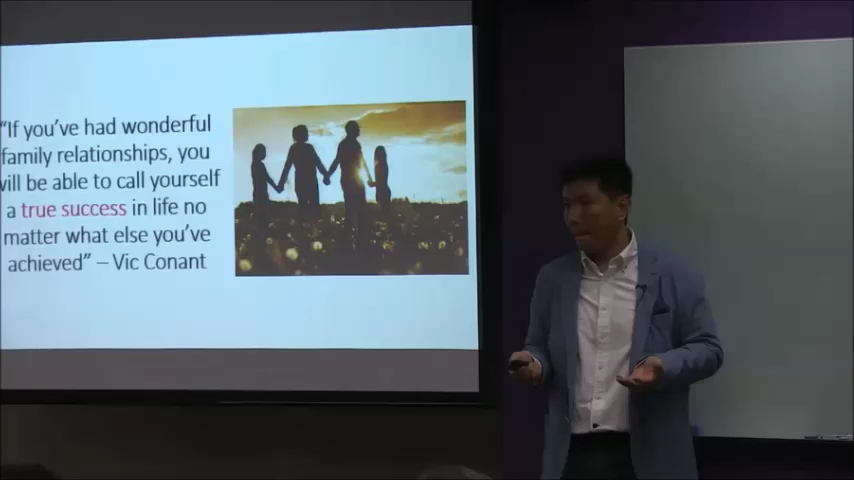 "If you've had wonderful
family relationships, you
will be able to call yourself
a true success in life no
matter what else you've
achieved" – Vic Conant